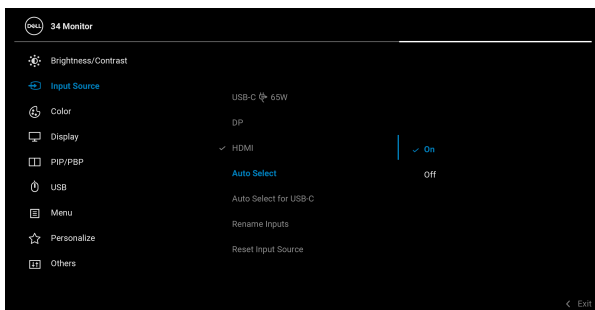 DELL 34 Monitor
Brightness/Contrast
Input Source
Color
Display
PIP/PBP
USB
Menu
Personalize
Others
USB-C 65W
DP
HDMI
Auto Select
Auto Select for USB-C
Rename Inputs
Reset Input Source
On
Off
Exit